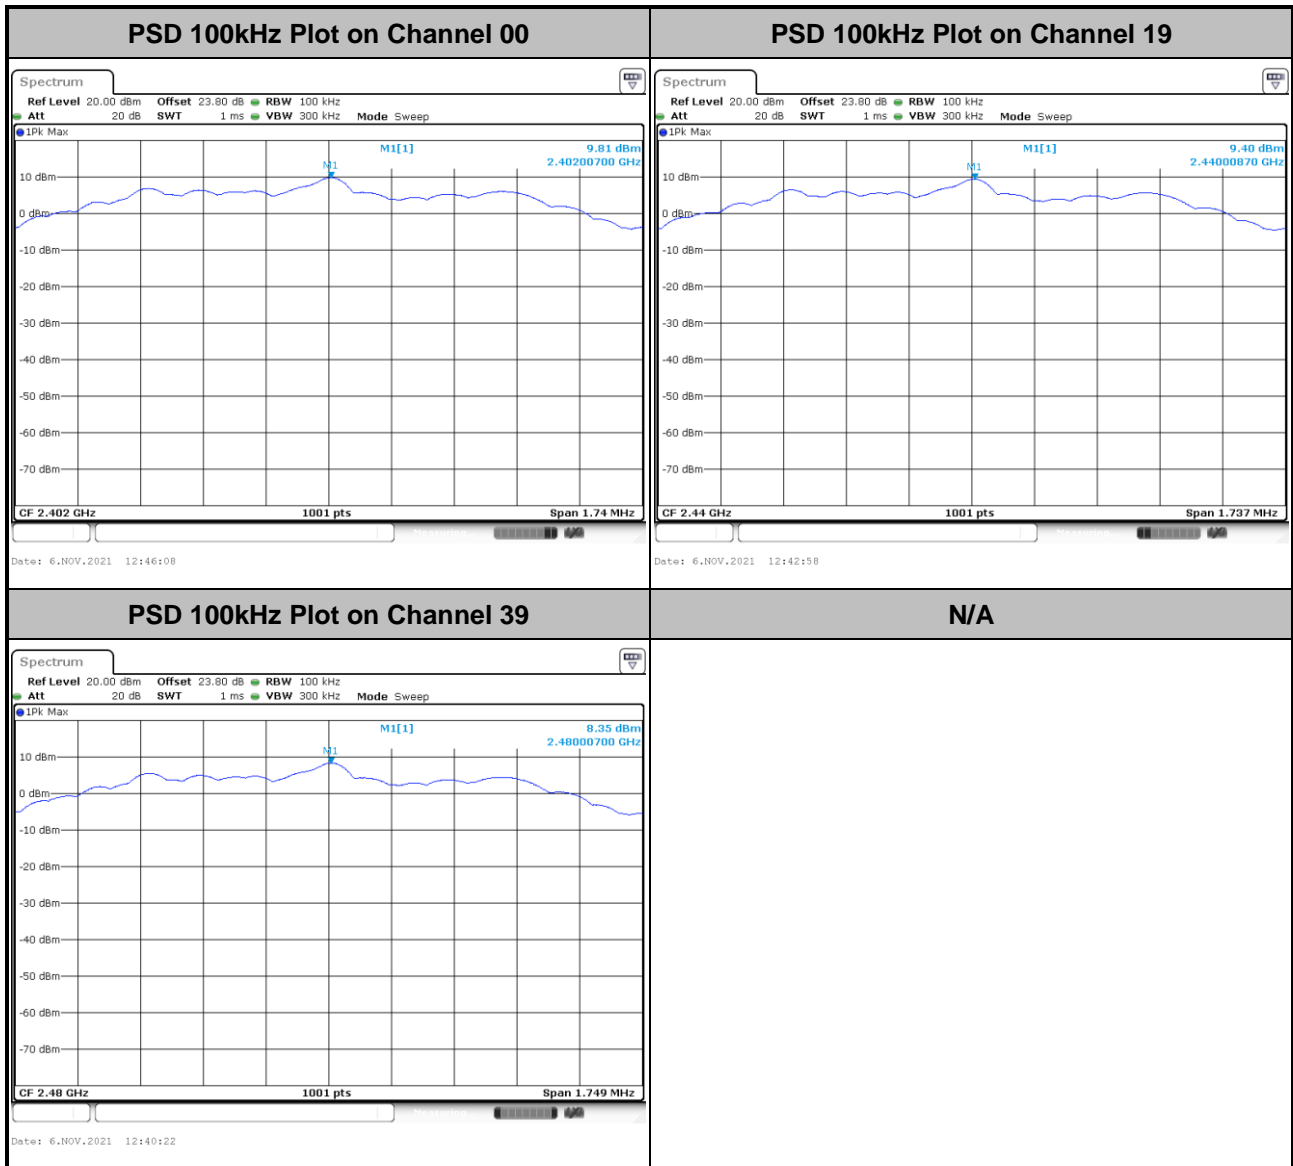 PSD 100kHz Plot on Channel 00
Spectrum
Ref Level 20.00 dBm Offset 23.80 dB RBW 100 kHz
Att 20 dB SWT 1 ms VBW 300 kHz Mode Sweep
1Pk Max
M1[1] 9.81 dBm
2.40200700 GHz
M1
10 dBm
0 dBm
-10 dBm
-20 dBm
-30 dBm
-40 dBm
-50 dBm
-60 dBm
-70 dBm
CF 2.402 GHz 1001 pts Span 1.74 MHz
Date: 6.NOV.2021 12:46:08
PSD 100kHz Plot on Channel 19
Spectrum
Ref Level 20.00 dBm Offset 23.80 dB RBW 100 kHz
Att 20 dB SWT 1 ms VBW 300 kHz Mode Sweep
1Pk Max
M1[1] 9.40 dBm
2.44000870 GHz
M1
10 dBm
0 dBm
-10 dBm
-20 dBm
-30 dBm
-40 dBm
-50 dBm
-60 dBm
-70 dBm
CF 2.44 GHz 1001 pts Span 1.737 MHz
Measuring
Date: 6.NOV.2021 12:42:58
PSD 100kHz Plot on Channel 39
Spectrum
Ref Level 20.00 dBm Offset 23.80 dB RBW 100 kHz
Att 20 dB SWT 1 ms VBW 300 kHz Mode Sweep
1Pk Max
M1[1] 8.35 dBm
2.48000700 GHz
M1
10 dBm
0 dBm
-10 dBm
-20 dBm
-30 dBm
-40 dBm
-50 dBm
-60 dBm
-70 dBm
CF 2.48 GHz 1001 pts Span 1.749 MHz
Measuring
Date: 6.NOV.2021 12:40:22
N/A